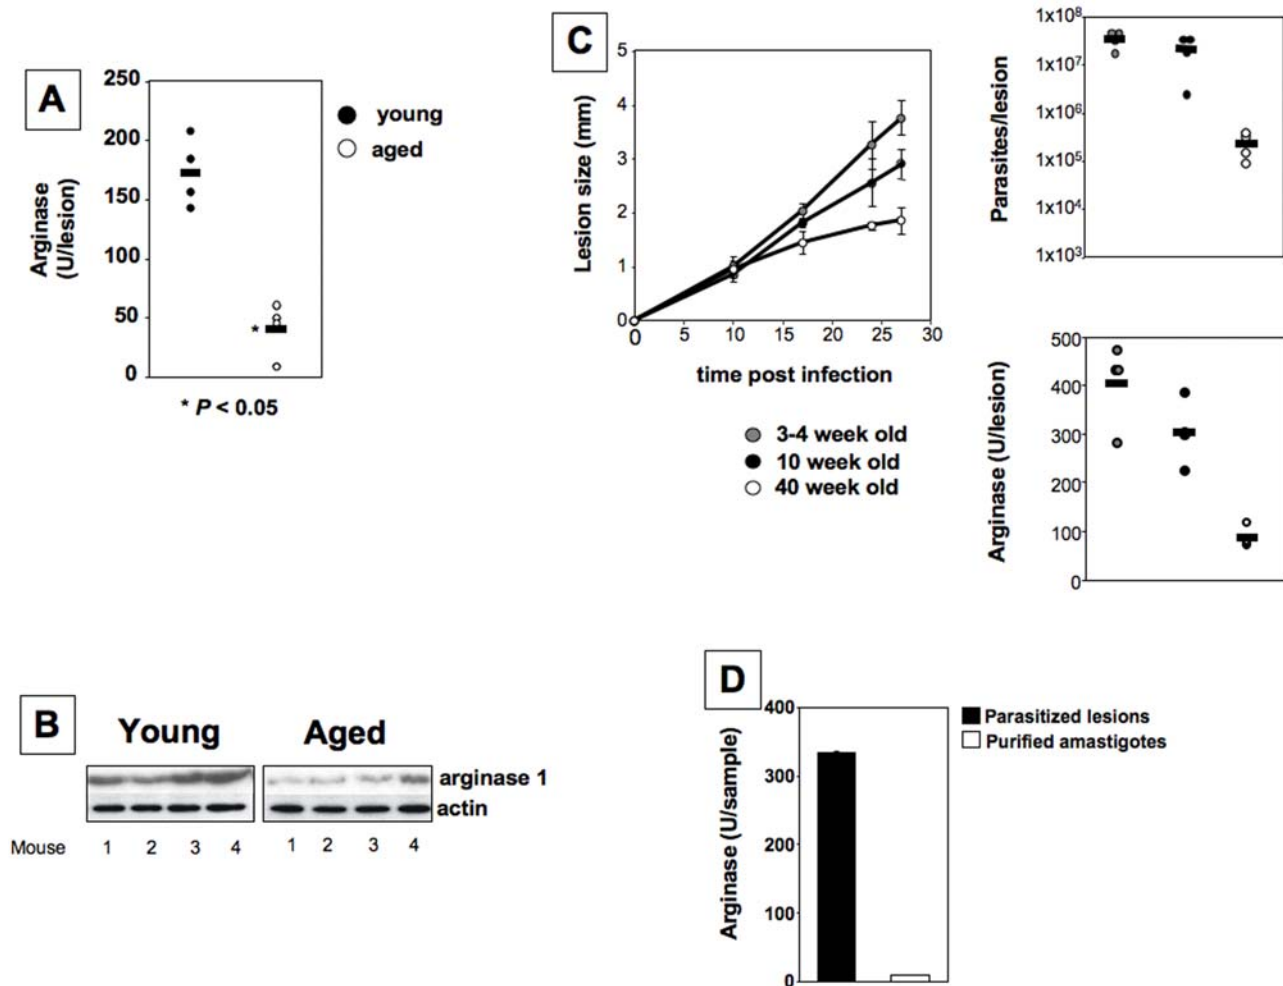 A
250
200
150
100
50
0
Arginase
(U/lesion)
young
aged
*
* P < 0.05
C
5
4
3
2
1
0
Lesion size (mm)
0 5 10 15 20 25 30
time post infection
3-4 week old
10 week old
40 week old
1x10⁸
1x10⁷
1x10⁶
1x10⁵
1x10⁴
1x10³
Parasites/lesion
500
400
300
200
100
0
Arginase (U/lesion)
B
Young Aged
arginase 1
actin
Mouse 1 2 3 4 1 2 3 4
D
400
300
200
100
0
Arginase (U/sample)
Parasitized lesions
Purified amastigotes